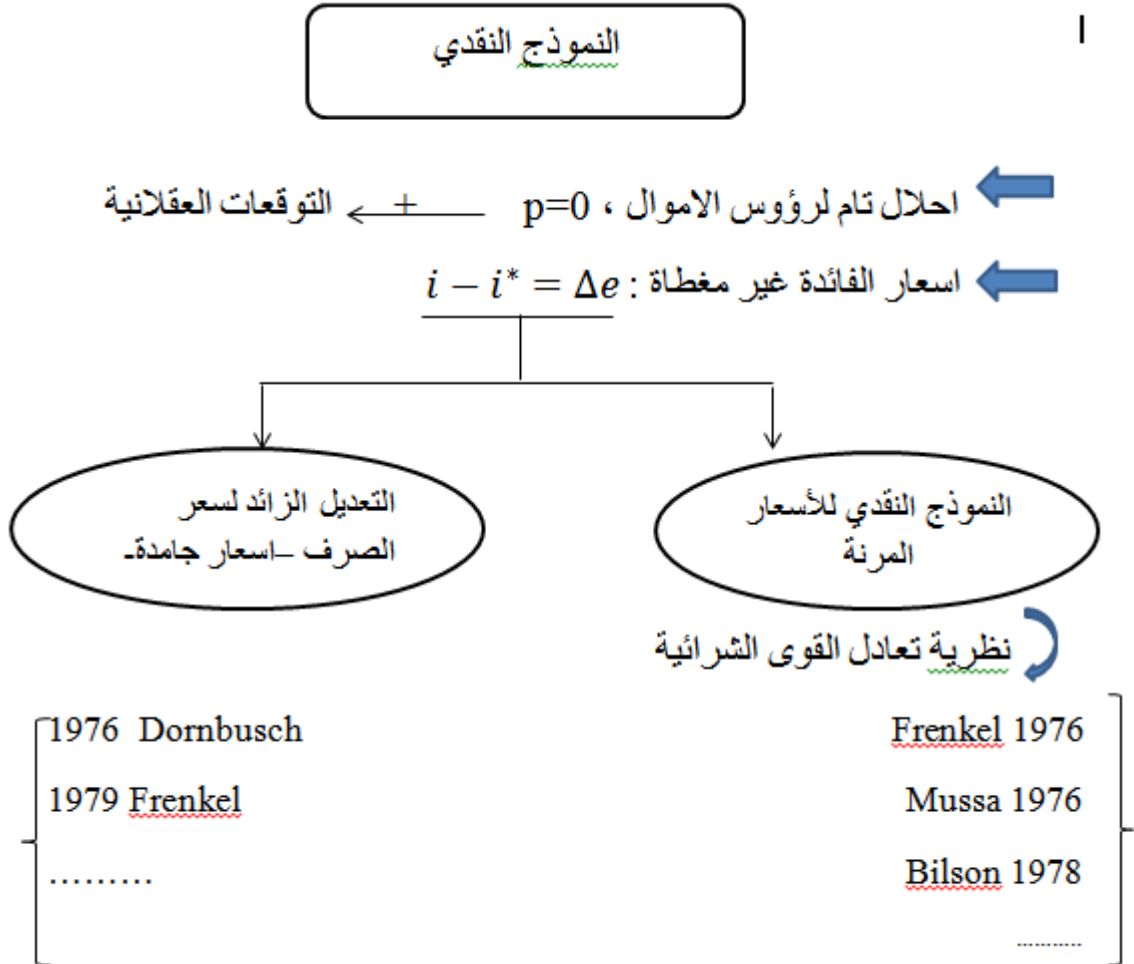 النموذج النقدي
احلال تام لرؤوس الاموال ، p=0 + التوقعات العقلانية
اسعار الفائدة غير مغطاة : i − i* = Δe
النموذج النقدي للأسعار
المرنة
التعديل الزائد لسعر
الصرف –اسعار جامدة-
نظرية تعادل القوى الشرائية
Frenkel 1976
Mussa 1976
Bilson 1978
...........
1976 Dornbusch
1979 Frenkel
.........